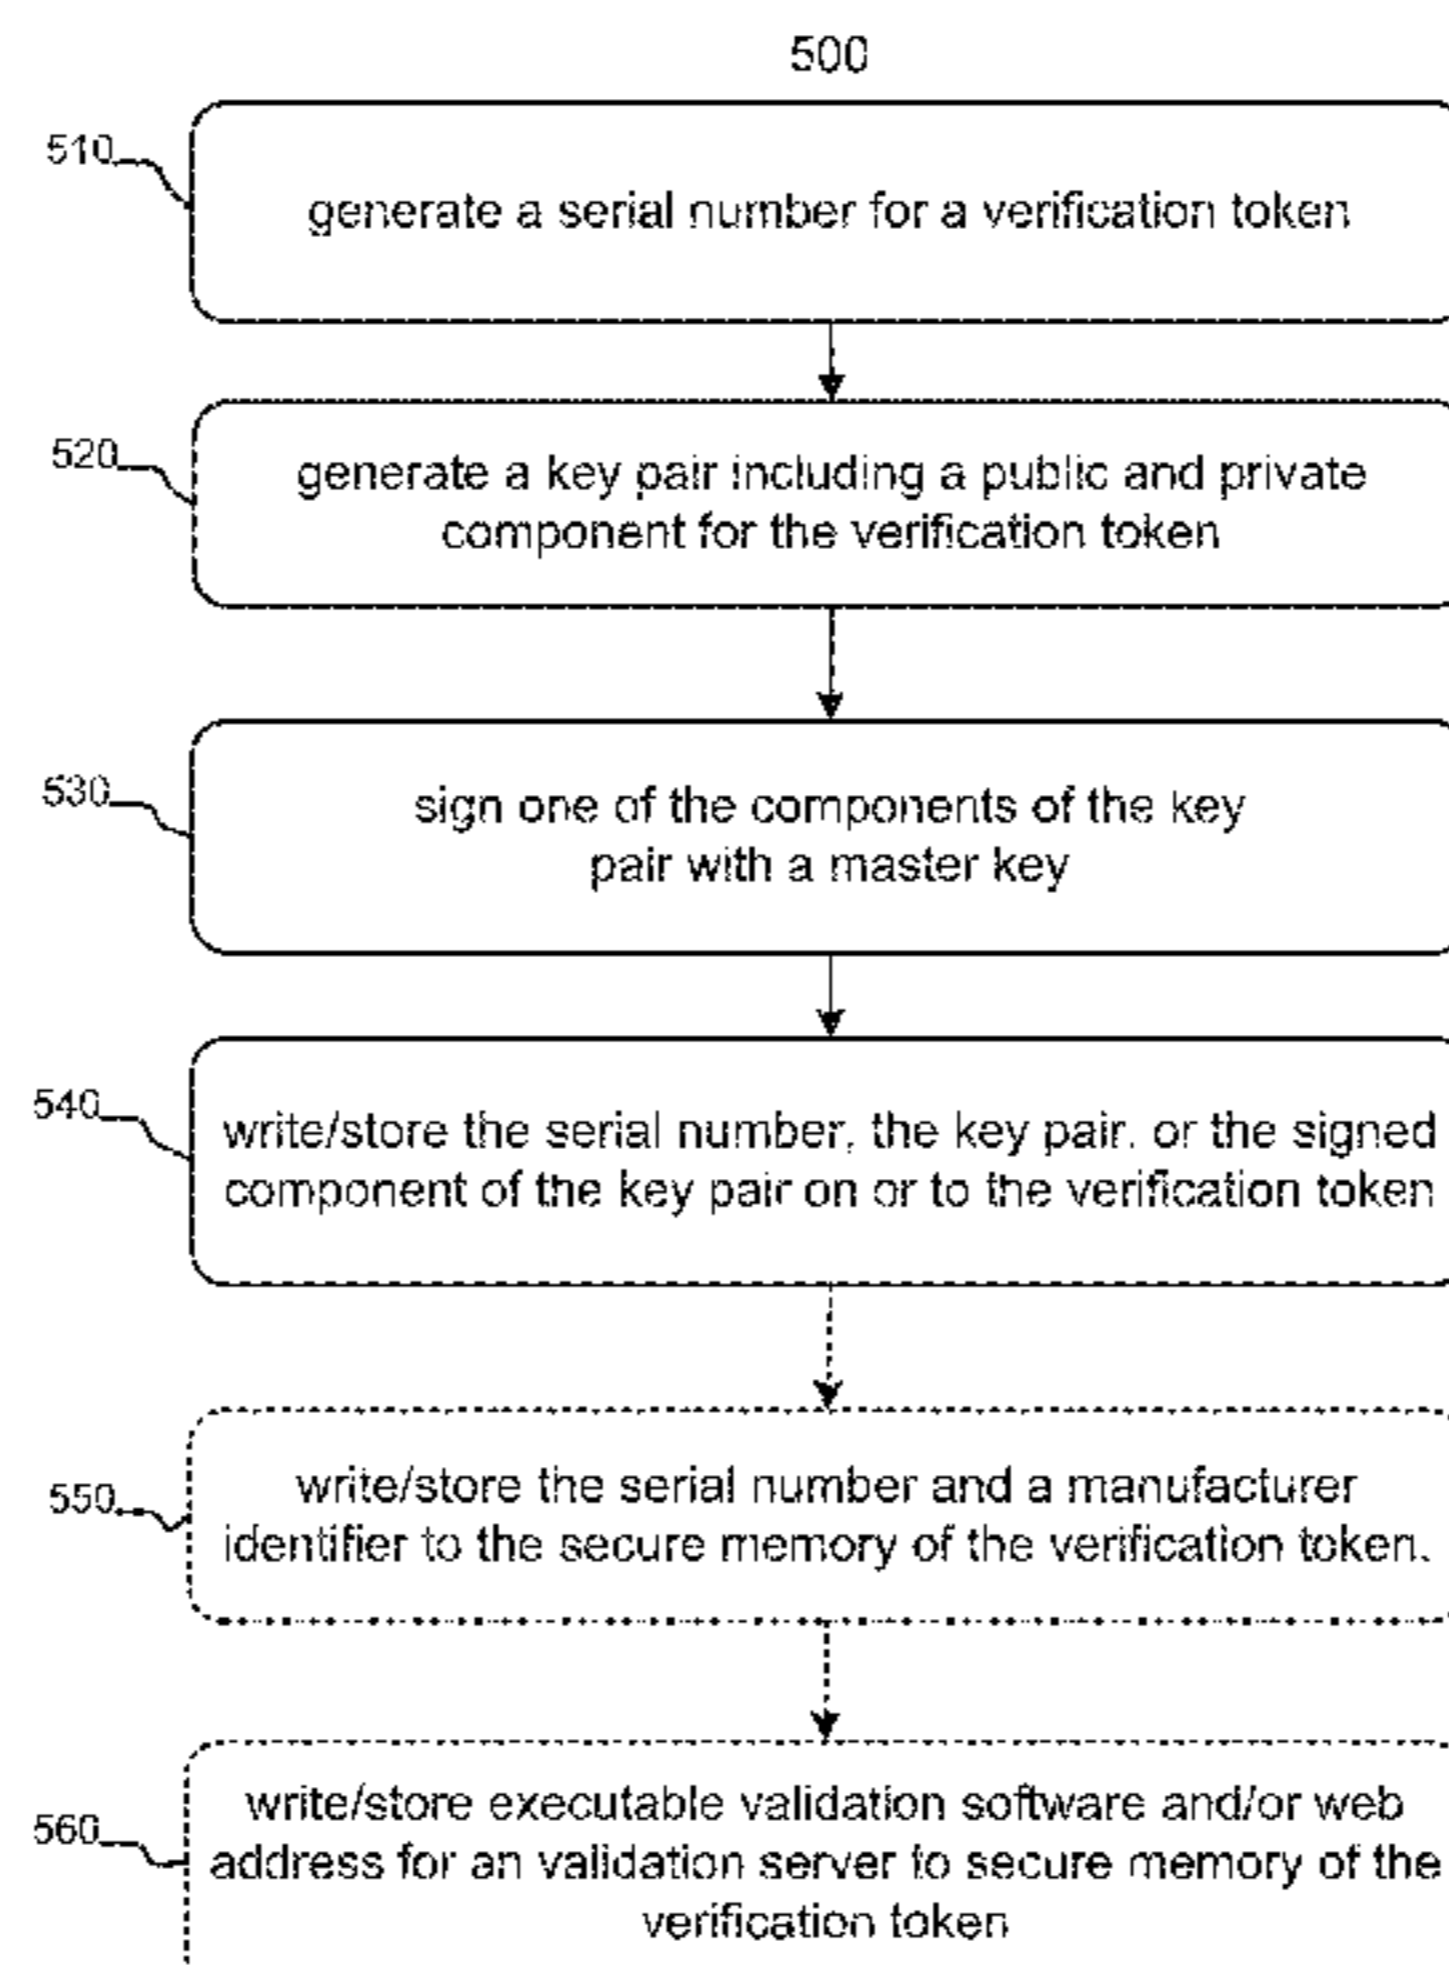 500
510
generate a serial number for a verification token
520
generate a key pair including a public and private
component for the verification token
530
sign one of the components of the key
pair with a master key
540
write/store the serial number, the key pair, or the signed
component of the key pair on or to the verification token
550
write/store the serial number and a manufacturer
identifier to the secure memory of the verification token.
560
write/store executable validation software and/or web
address for an validation server to secure memory of the
verification token